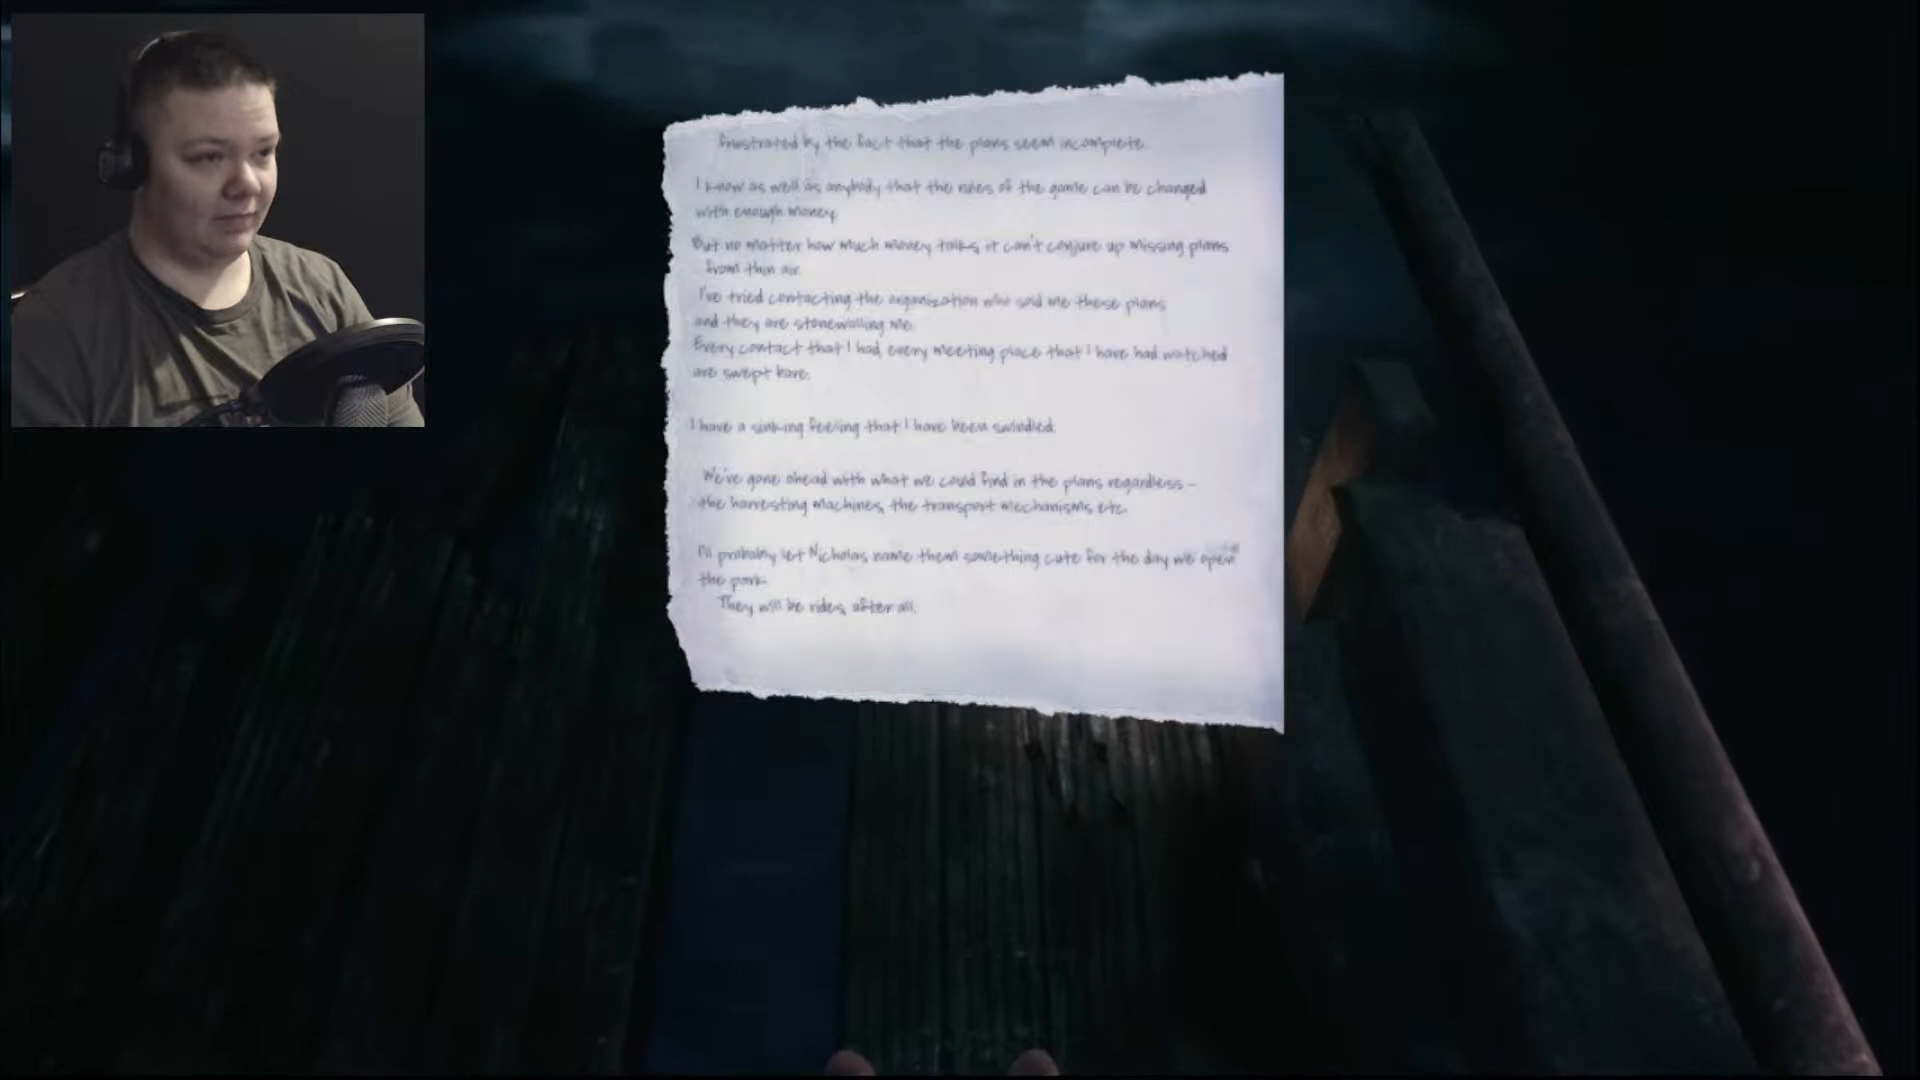 frustrated by the fact that the plans seem incomplete.
I know as well as anybody that the rules of the game can be changed
with enough money.
But no matter how much money talks, it can't conjure up missing plans
from thin air.
I've tried contacting the organization who sold me these plans
and they are stonewalling me.
Every contact that I had, every meeting place that I have had watched
are swept bare.
I have a sinking feeling that I have been swindled.
We've gone ahead with what we could find in the plans regardless -
the harvesting machines, the transport mechanisms etc.
I'll probably let Nicholas name them something cute for the day we open
the park.
They will be rides, after all.